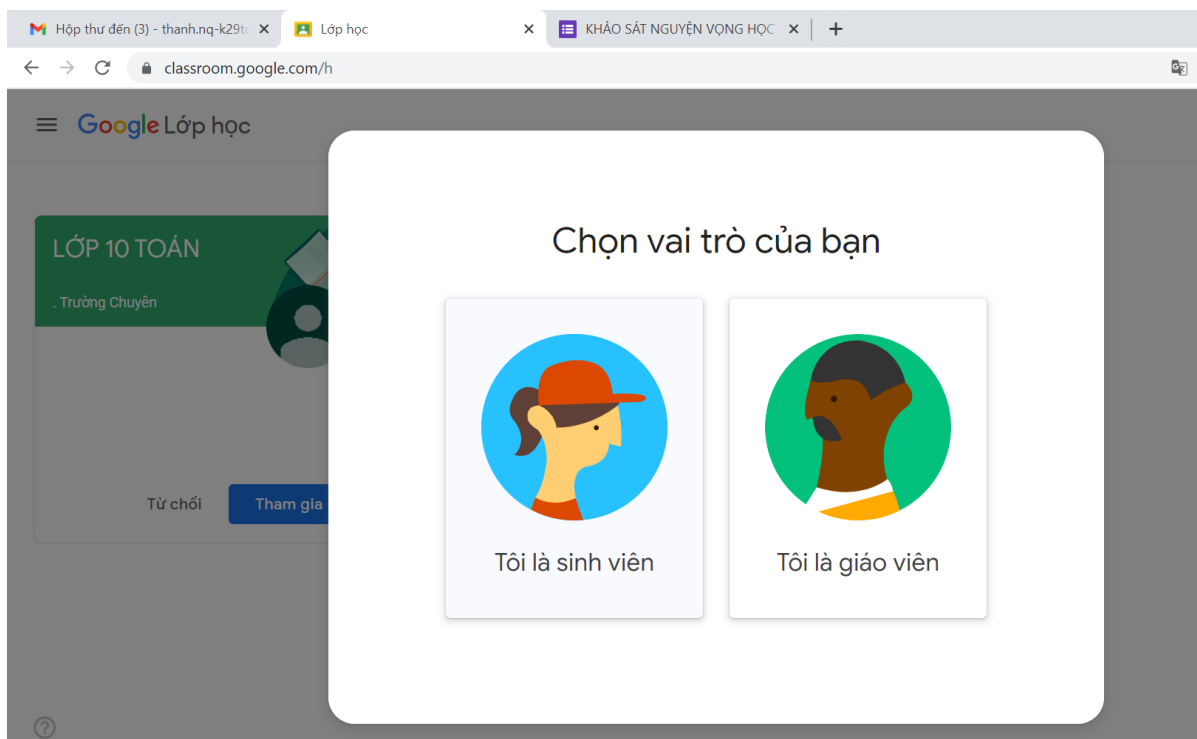 Hộp thư đến (3) - thanh.nq-k29to
Lớp học
KHẢO SÁT NGUYỆN VỌNG HỌC
classroom.google.com/h
Google Lớp học
LỚP 10 TOÁN
. Trường Chuyên
Từ chối
Tham gia
Chọn vai trò của bạn
Tôi là sinh viên
Tôi là giáo viên